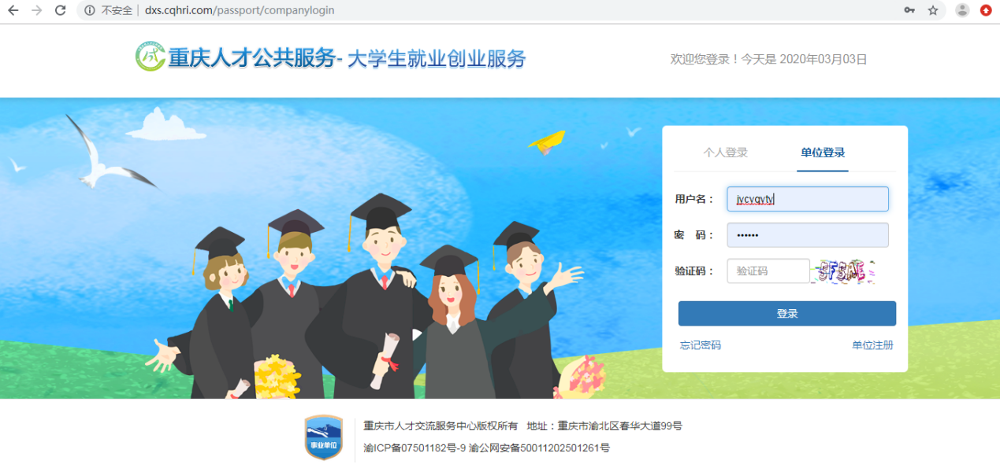 不安全 dxs.cqhri.com/passport/companylogin
重庆人才公共服务- 大学生就业创业服务
欢迎您登录！今天是 2020年03月03日
个人登录 单位登录
用户名： jycyqyty
密 码： ••••••
验证码： 验证码 SFSAE
登录
忘记密码 单位注册
重庆市人才交流服务中心版权所有 地址：重庆市渝北区春华大道99号
事业单位
渝ICP备07501182号-9 渝公网安备50011202501261号